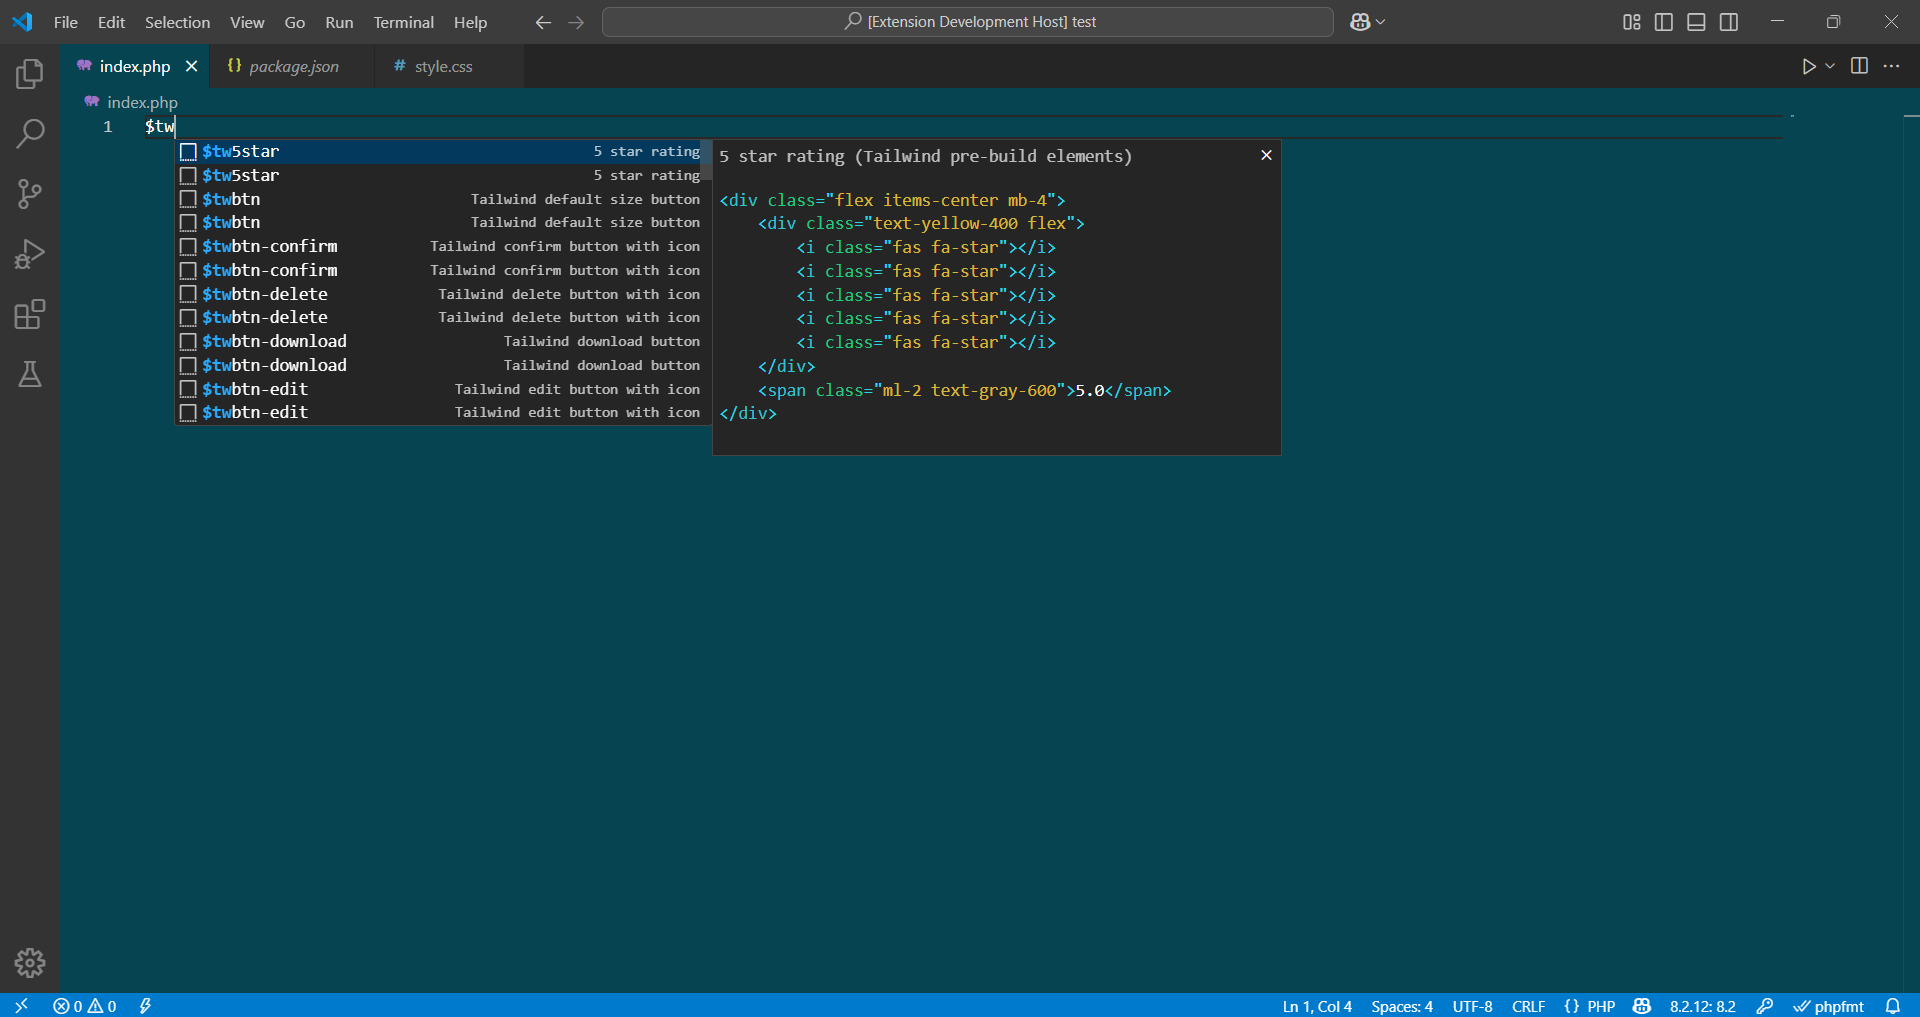 File Edit Selection View Go Run Terminal Help [Extension Development Host] test
index.php package.json style.css
index.php
1 $tw
$tw5star 5 star rating
$tw5star 5 star rating
$twbtn Tailwind default size button
$twbtn Tailwind default size button
$twbtn-confirm Tailwind confirm button with icon
$twbtn-confirm Tailwind confirm button with icon
$twbtn-delete Tailwind delete button with icon
$twbtn-delete Tailwind delete button with icon
$twbtn-download Tailwind download button
$twbtn-download Tailwind download button
$twbtn-edit Tailwind edit button with icon
$twbtn-edit Tailwind edit button with icon
5 star rating (Tailwind pre-build elements)
<div class="flex items-center mb-4">
<div class="text-yellow-400 flex">
<i class="fas fa-star"></i>
<i class="fas fa-star"></i>
<i class="fas fa-star"></i>
<i class="fas fa-star"></i>
<i class="fas fa-star"></i>
</div>
<span class="ml-2 text-gray-600">5.0</span>
</div>
0 0 Ln 1, Col 4 Spaces: 4 UTF-8 CRLF {} PHP 8.2.12: 8.2 phpfmt